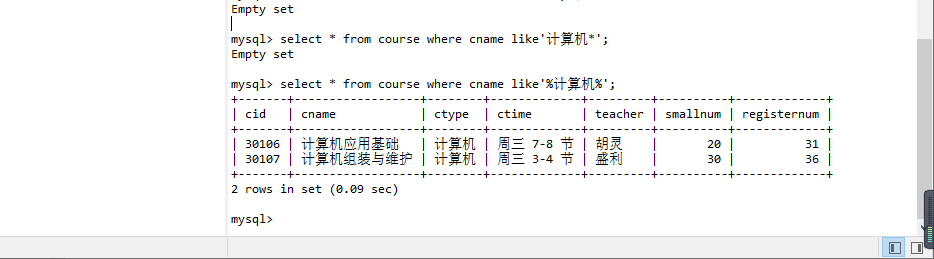 Empty set
mysql> select * from course where cname like'计算机*';
Empty set
mysql> select * from course where cname like'%计算机%';
+-------+------------------+--------+-------------+---------+----------+-------------+
| cid   | cname            | ctype  | ctime       | teacher | smallnum | registernum |
+-------+------------------+--------+-------------+---------+----------+-------------+
| 30106 | 计算机应用基础   | 计算机 | 周三 7-8 节 | 胡灵    |       20 |          31 |
| 30107 | 计算机组装与维护 | 计算机 | 周三 3-4 节 | 盛利    |       30 |          36 |
+-------+------------------+--------+-------------+---------+----------+-------------+
2 rows in set (0.09 sec)
mysql>